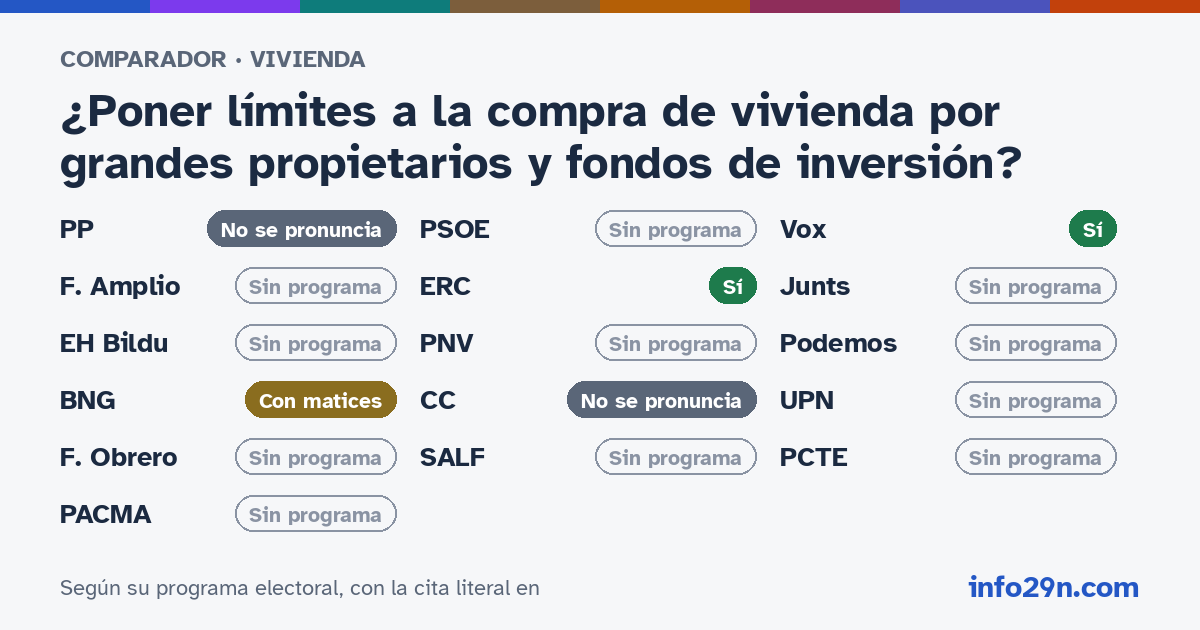 COMPARADOR · VIVIENDA
¿Poner límites a la compra de vivienda por
grandes propietarios y fondos de inversión?
PP No se pronuncia PSOE Sin programa Vox Sí
F. Amplio Sin programa ERC Sí Junts Sin programa
EH Bildu Sin programa PNV Sin programa Podemos Sin programa
BNG Con matices CC No se pronuncia UPN Sin programa
F. Obrero Sin programa SALF Sin programa PCTE Sin programa
PACMA Sin programa
Según su programa electoral, con la cita literal en info29n.com